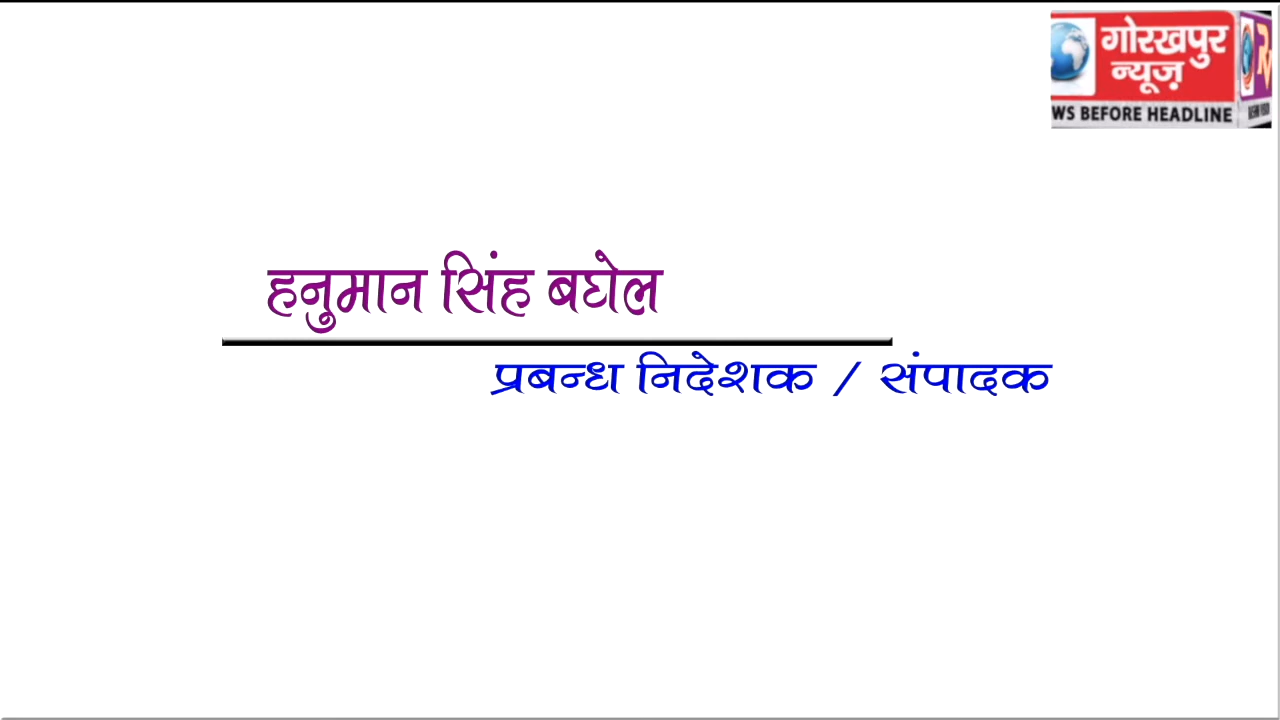 गोरखपुर
न्यूज़
WS BEFORE HEADLINE
हनुमान सिंह बघेल
प्रबन्ध निदेशक / संपादक